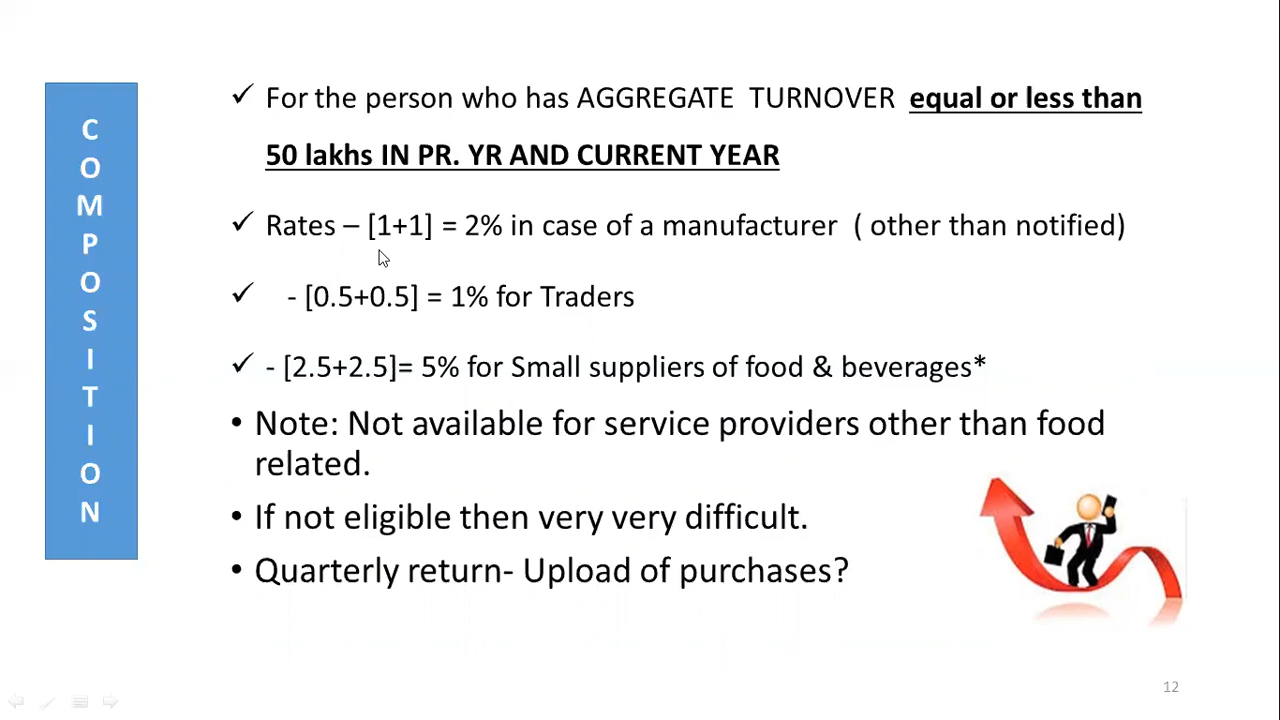 COMPOSITION
✓ For the person who has AGGREGATE TURNOVER equal or less than
50 lakhs IN PR. YR AND CURRENT YEAR
✓ Rates – [1+1] = 2% in case of a manufacturer ( other than notified)
✓ - [0.5+0.5] = 1% for Traders
✓ - [2.5+2.5]= 5% for Small suppliers of food & beverages*
• Note: Not available for service providers other than food
related.
• If not eligible then very very difficult.
• Quarterly return- Upload of purchases?
12